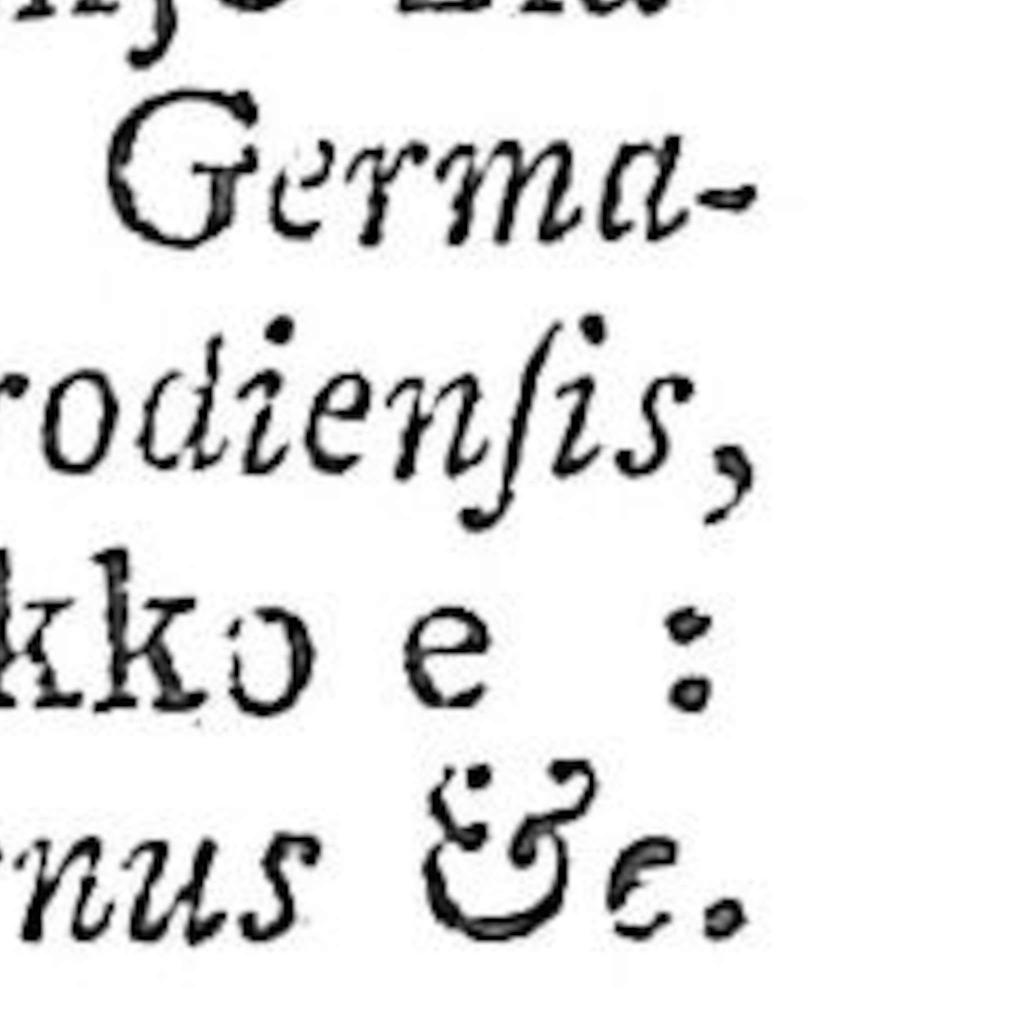 Germa-
rodienſis,
kko e :
nus &c.